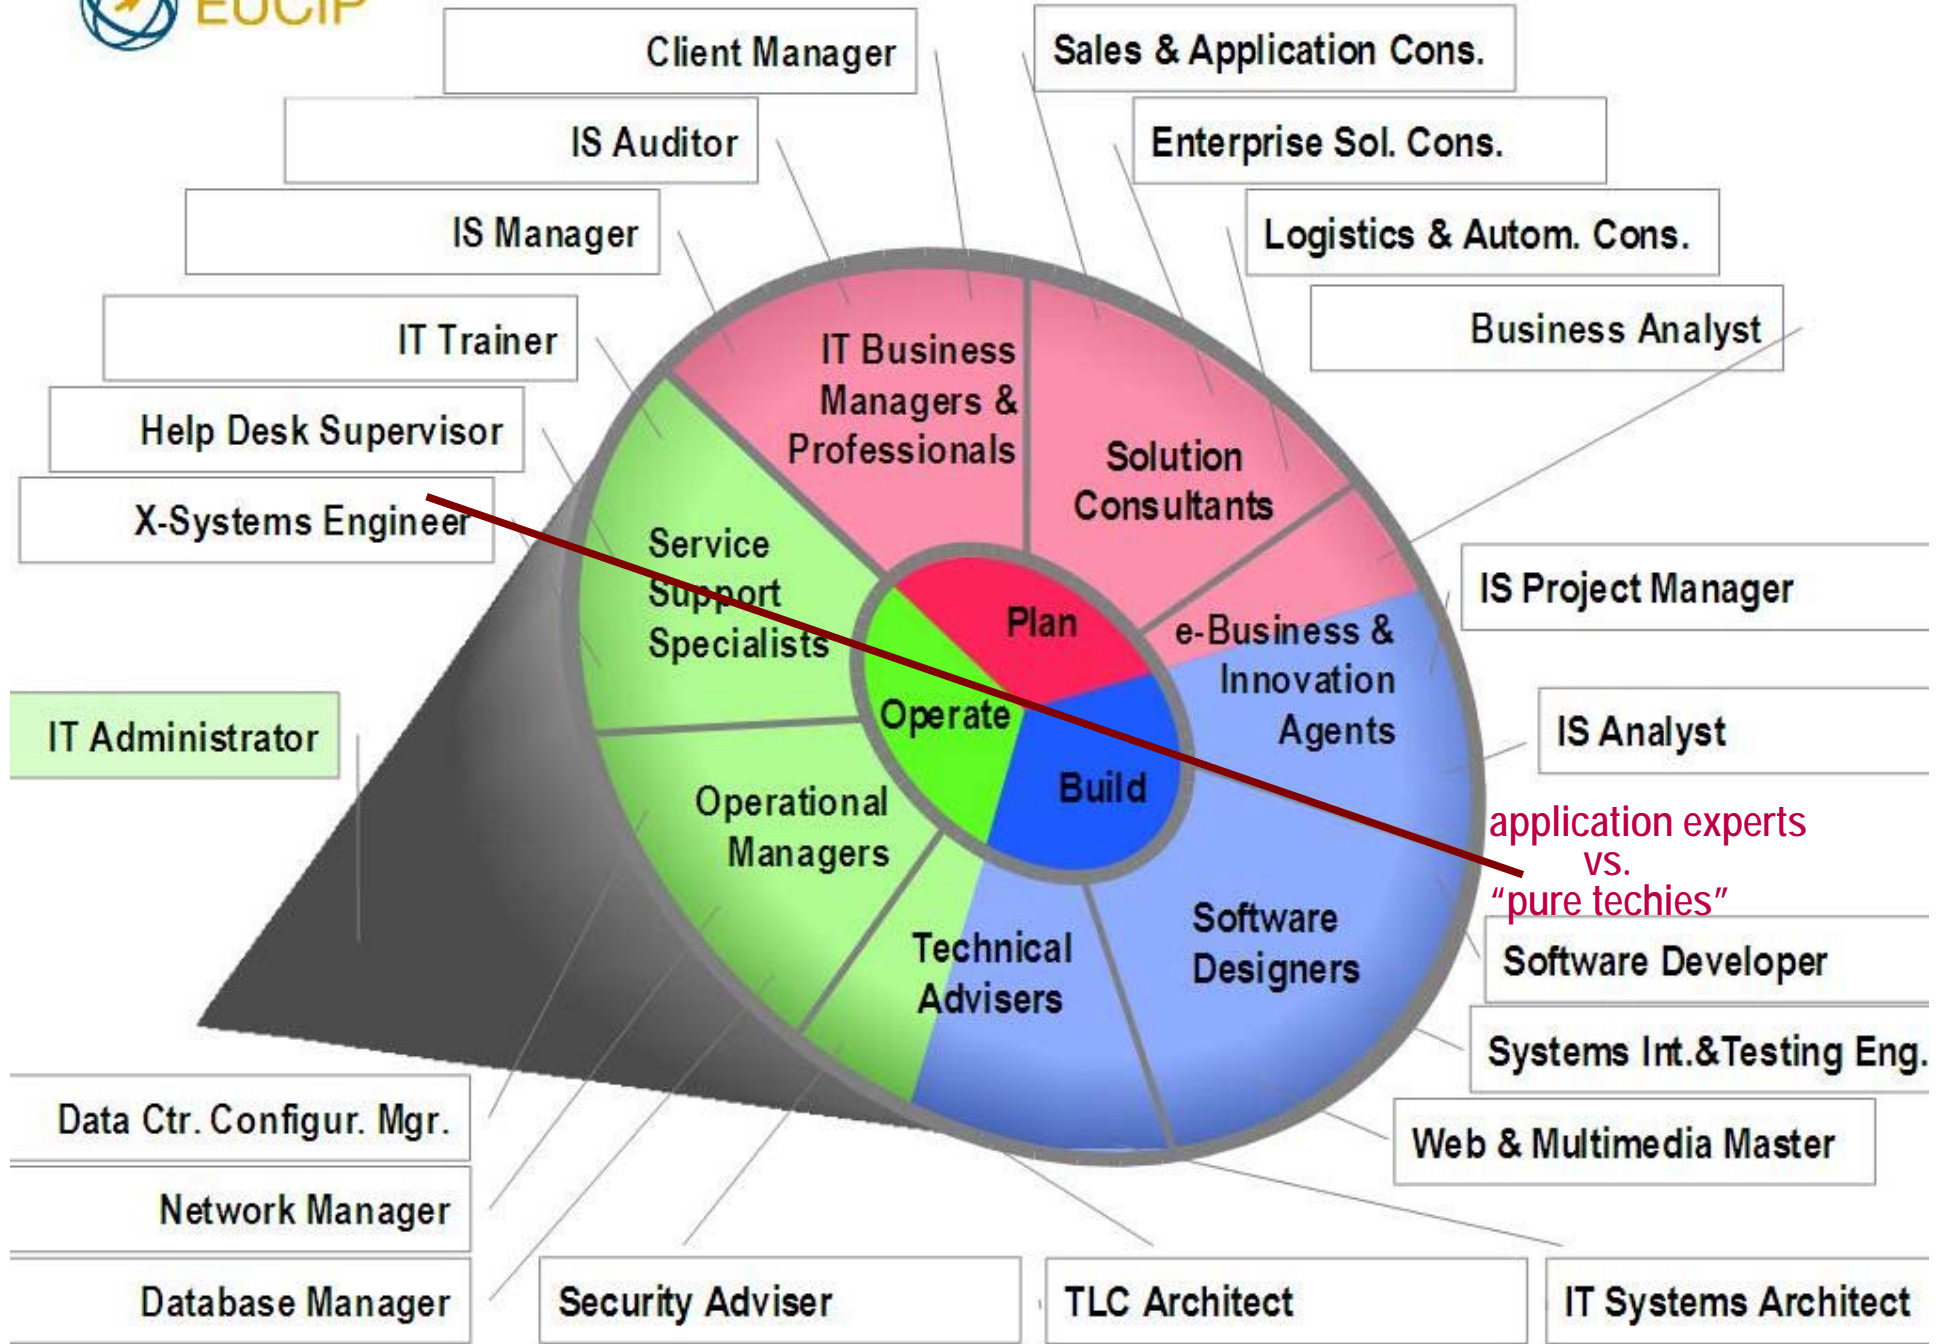 EUCIP
Client Manager
Sales & Application Cons.
IS Auditor
Enterprise Sol. Cons.
IS Manager
Logistics & Autom. Cons.
IT Trainer
Business Analyst
Help Desk Supervisor
X-Systems Engineer
IT Business
Managers &
Professionals
Solution
Consultants
Service
Support
Specialists
Plan
e-Business &
Innovation
Agents
IS Project Manager
IT Administrator
Operate
IS Analyst
Build
Operational
Managers
application experts
vs.
“pure techies”
Technical
Advisers
Software
Designers
Software Developer
Systems Int.&Testing Eng.
Data Ctr. Configur. Mgr.
Web & Multimedia Master
Network Manager
Database Manager
Security Adviser
TLC Architect
IT Systems Architect